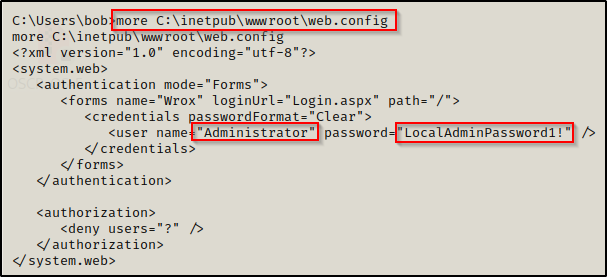 C:\Users\bob>more C:\inetpub\wwwroot\web.config
more C:\inetpub\wwwroot\web.config
<?xml version="1.0" encoding="utf-8"?>
<system.web>
    <authentication mode="Forms">
        <forms name="Wrox" loginUrl="Login.aspx" path="/">
            <credentials passwordFormat="Clear">
                <user name="Administrator" password="LocalAdminPassword1!" />
            </credentials>
        </forms>
    </authentication>

    <authorization>
        <deny users="?" />
    </authorization>
</system.web>